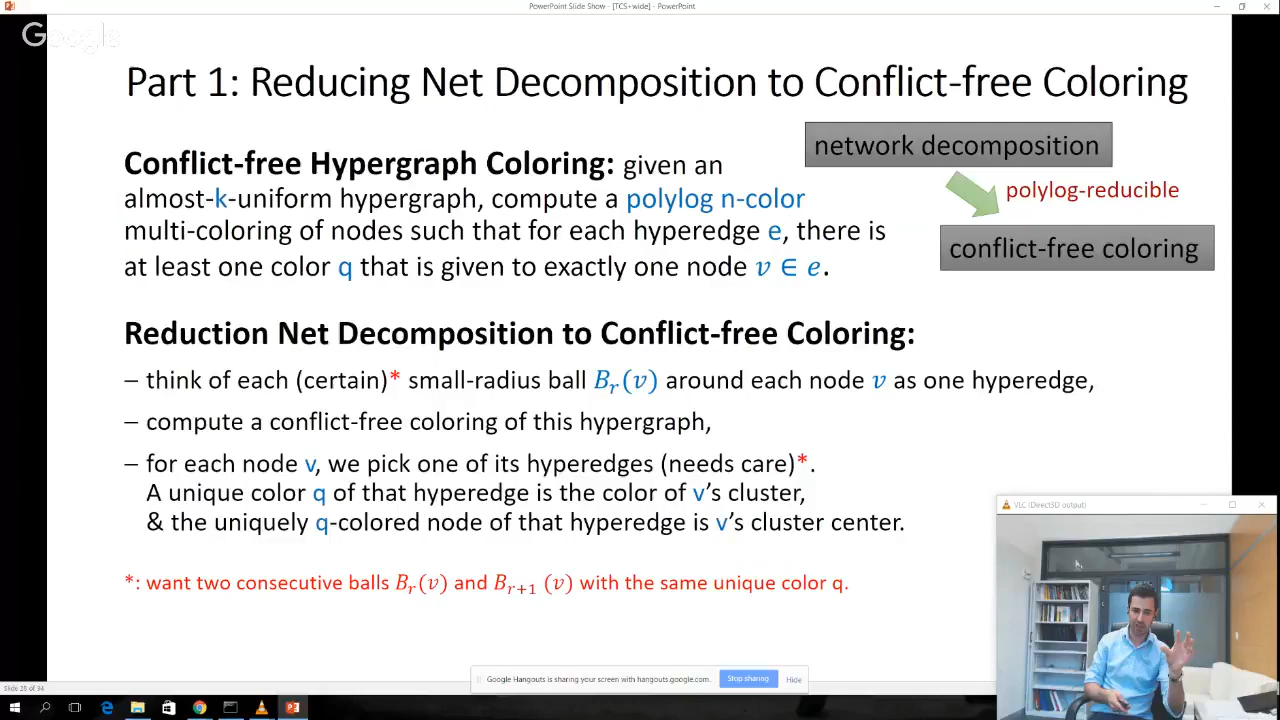 PowerPoint Slide Show - [TCS+wide] - PowerPoint
Google
Part 1: Reducing Net Decomposition to Conflict-free Coloring
network decomposition
polylog-reducible
conflict-free coloring
Conflict-free Hypergraph Coloring: given an
almost-k-uniform hypergraph, compute a polylog n-color
multi-coloring of nodes such that for each hyperedge e, there is
at least one color q that is given to exactly one node v ∈ e.
Reduction Net Decomposition to Conflict-free Coloring:
– think of each (certain)* small-radius ball B_r(v) around each node v as one hyperedge,
– compute a conflict-free coloring of this hypergraph,
– for each node v, we pick one of its hyperedges (needs care)*.
A unique color q of that hyperedge is the color of v's cluster,
& the uniquely q-colored node of that hyperedge is v's cluster center.
*: want two consecutive balls B_r(v) and B_{r+1}(v) with the same unique color q.
VLC (Direct3D output)
Google Hangouts is sharing your screen with hangouts.google.com.
Stop sharing
Hide
Slide 28 of 34